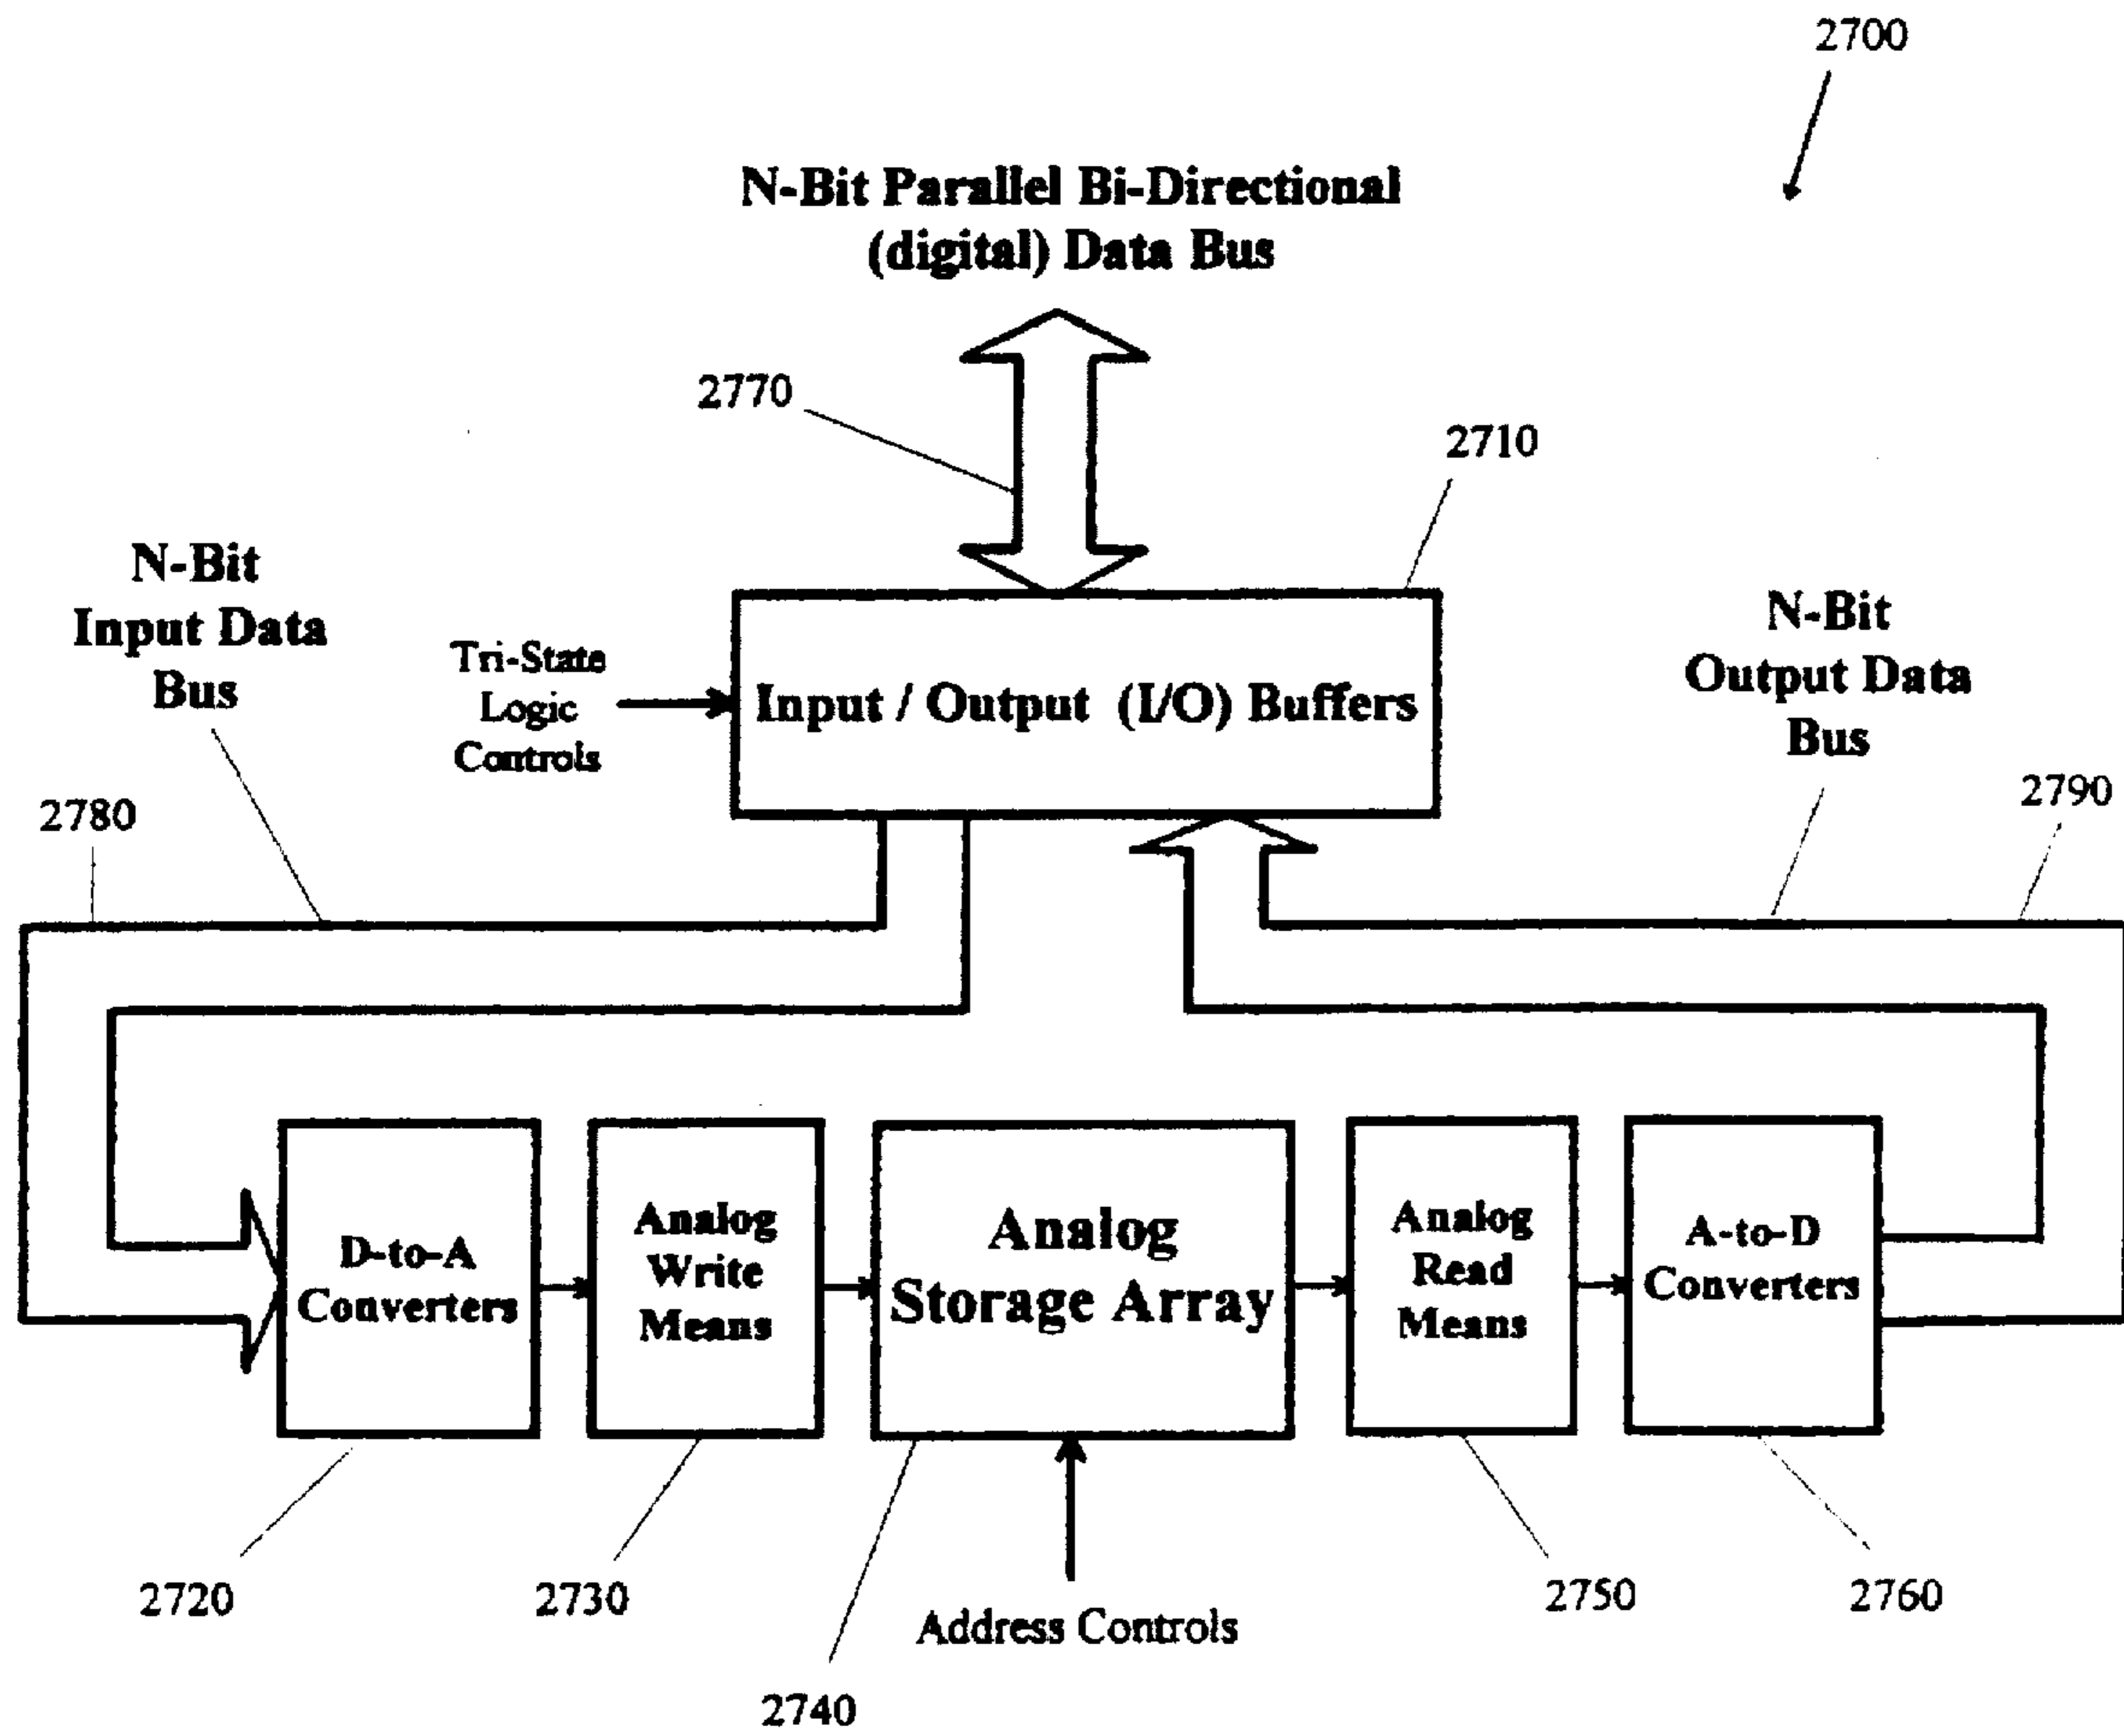 2700
N-Bit Parallel Bi-Directional
(digital) Data Bus
2770
2710
N-Bit
Input Data
Bus
Tri-State
Logic
Controls
Input / Output (I/O) Buffers
N-Bit
Output Data
Bus
2780
2790
D-to-A
Converters
Analog
Write
Means
Analog
Storage Array
Analog
Read
Means
A-to-D
Converters
2720
2730
2740
Address Controls
2750
2760